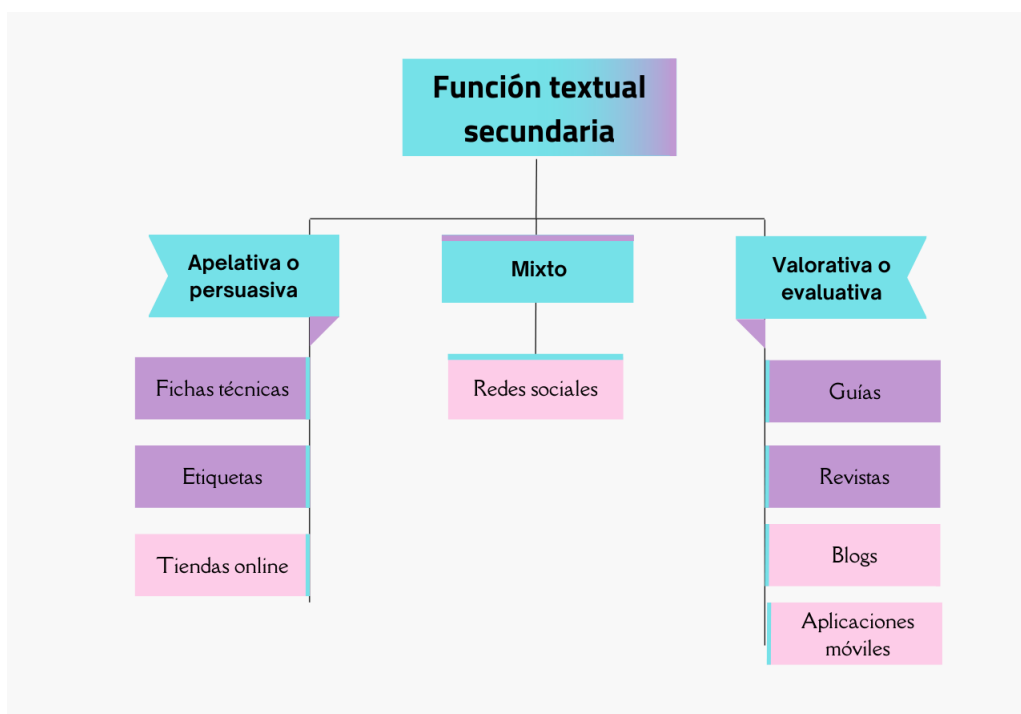 Función textual
secundaria
Apelativa o
persuasiva
Fichas técnicas
Etiquetas
Tiendas online
Mixto
Redes sociales
Valorativa o
evaluativa
Guías
Revistas
Blogs
Aplicaciones
móviles